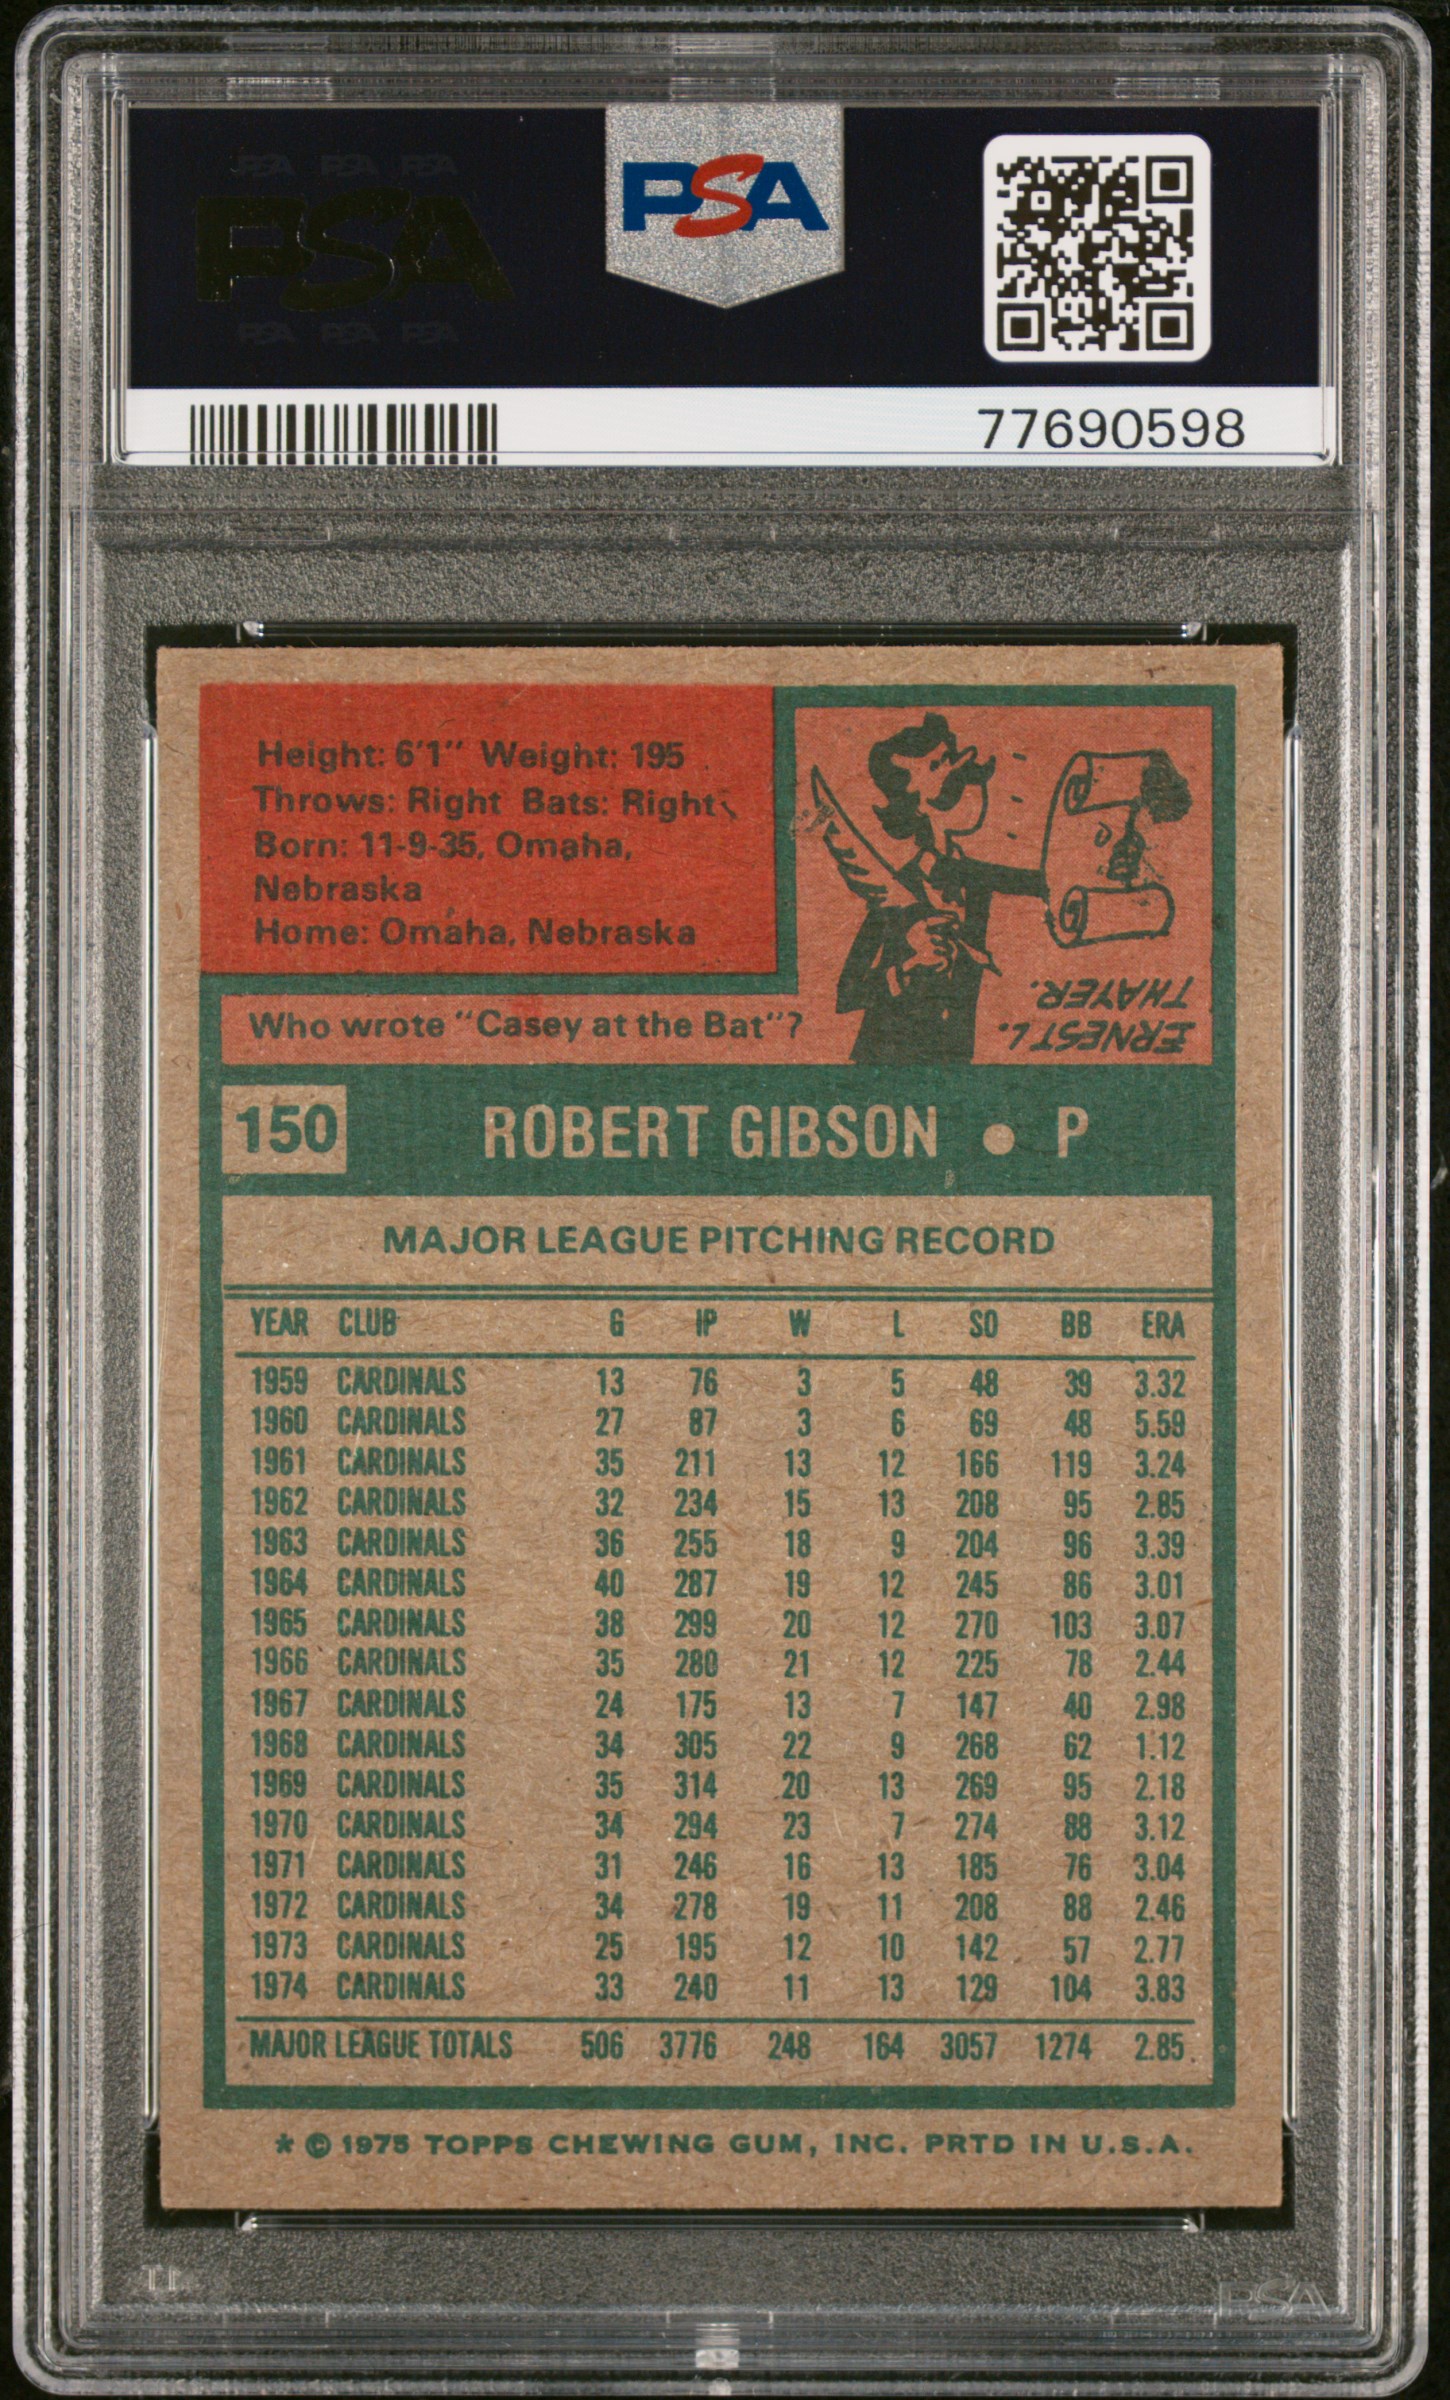 PSA PSA PSA
PSA
PSA PSA PSA
PSA
77690598
Height: 6'1" Weight: 195
Throws: Right Bats: Right
Born: 11-9-35, Omaha,
Nebraska
Home: Omaha, Nebraska
Who wrote "Casey at the Bat"?
ERNEST L.
THAYER.
150 ROBERT GIBSON • P
MAJOR LEAGUE PITCHING RECORD
YEAR CLUB G IP W L SO BB ERA
1959 CARDINALS 13 76 3 5 48 39 3.32
1960 CARDINALS 27 87 3 6 69 48 5.59
1961 CARDINALS 35 211 13 12 166 119 3.24
1962 CARDINALS 32 234 15 13 208 95 2.85
1963 CARDINALS 36 255 18 9 204 96 3.39
1964 CARDINALS 40 287 19 12 245 86 3.01
1965 CARDINALS 38 299 20 12 270 103 3.07
1966 CARDINALS 35 280 21 12 225 78 2.44
1967 CARDINALS 24 175 13 7 147 40 2.98
1968 CARDINALS 34 305 22 9 268 62 1.12
1969 CARDINALS 35 314 20 13 269 95 2.18
1970 CARDINALS 34 294 23 7 274 88 3.12
1971 CARDINALS 31 246 16 13 185 76 3.04
1972 CARDINALS 34 278 19 11 208 88 2.46
1973 CARDINALS 25 195 12 10 142 57 2.77
1974 CARDINALS 33 240 11 13 129 104 3.83
MAJOR LEAGUE TOTALS 506 3776 248 164 3057 1274 2.85
* © 1975 TOPPS CHEWING GUM, INC. PRTD IN U.S.A.
PSA